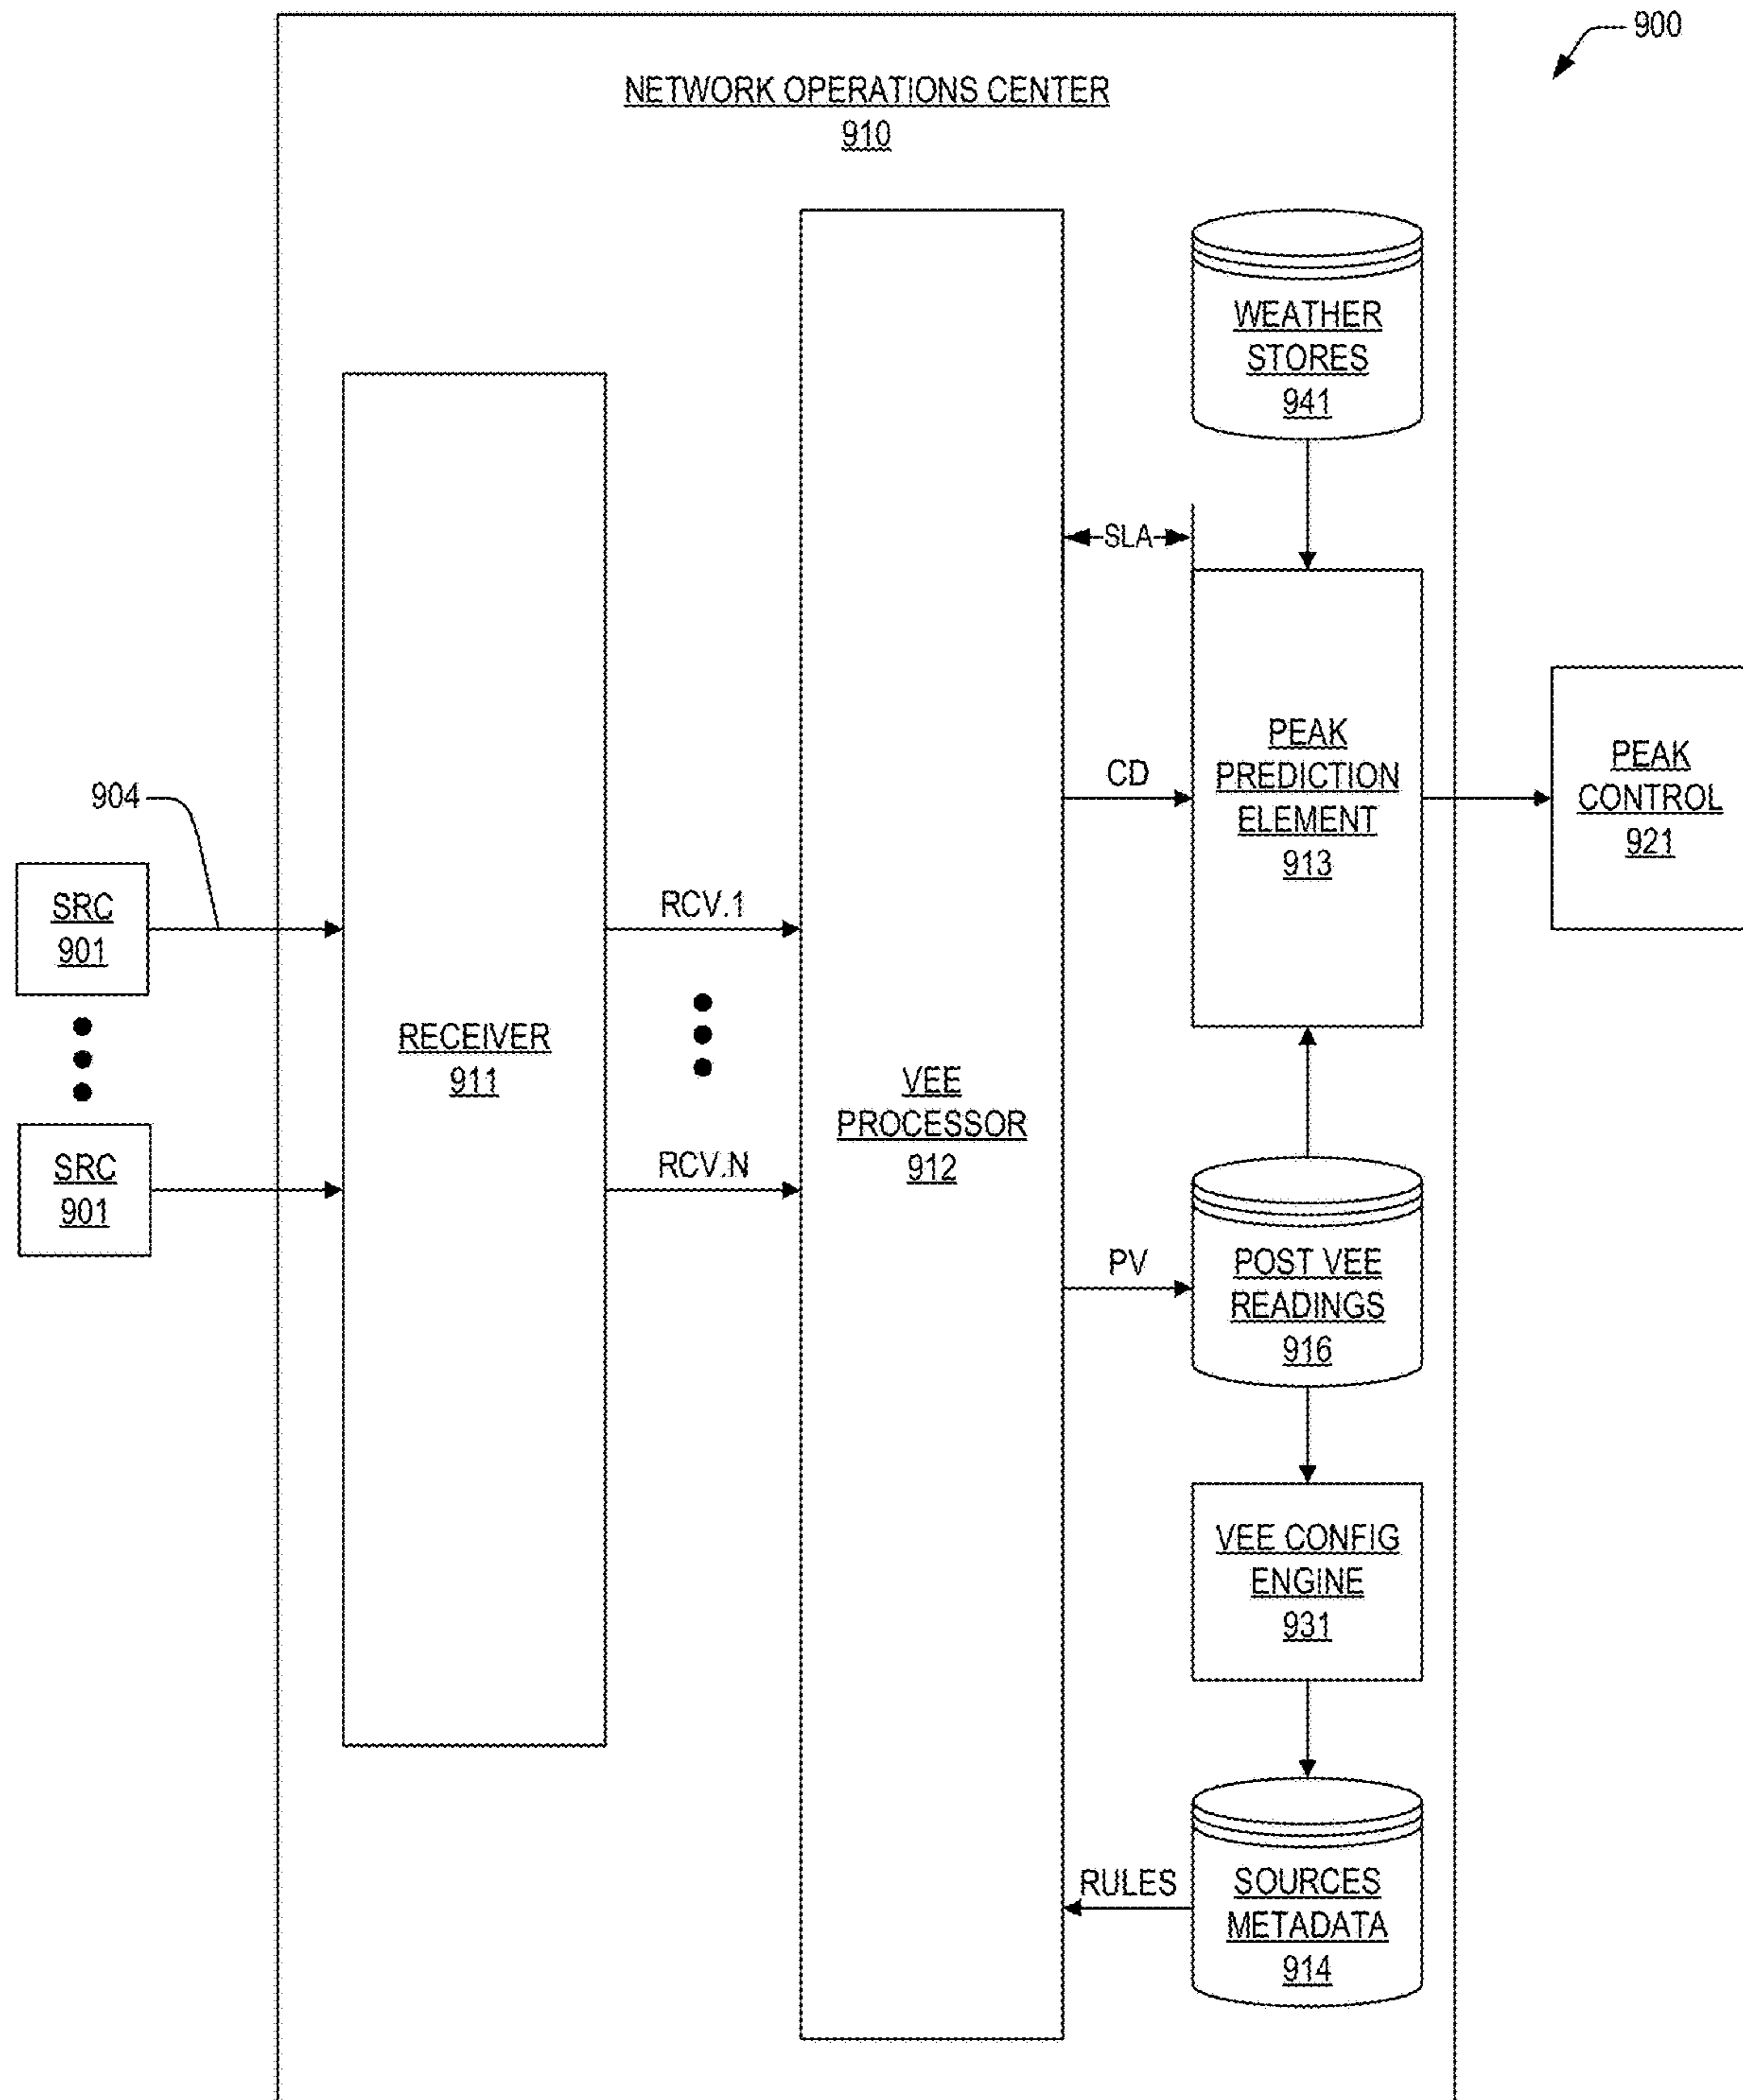 900
NETWORK OPERATIONS CENTER
910
WEATHER
STORES
941
SLA
PEAK
PREDICTION
ELEMENT
913
CD
PEAK
CONTROL
921
904
SRC
901
RCV.1
RECEIVER
911
VEE
PROCESSOR
912
SRC
901
RCV.N
PV
POST VEE
READINGS
916
VEE CONFIG
ENGINE
931
RULES
SOURCES
METADATA
914